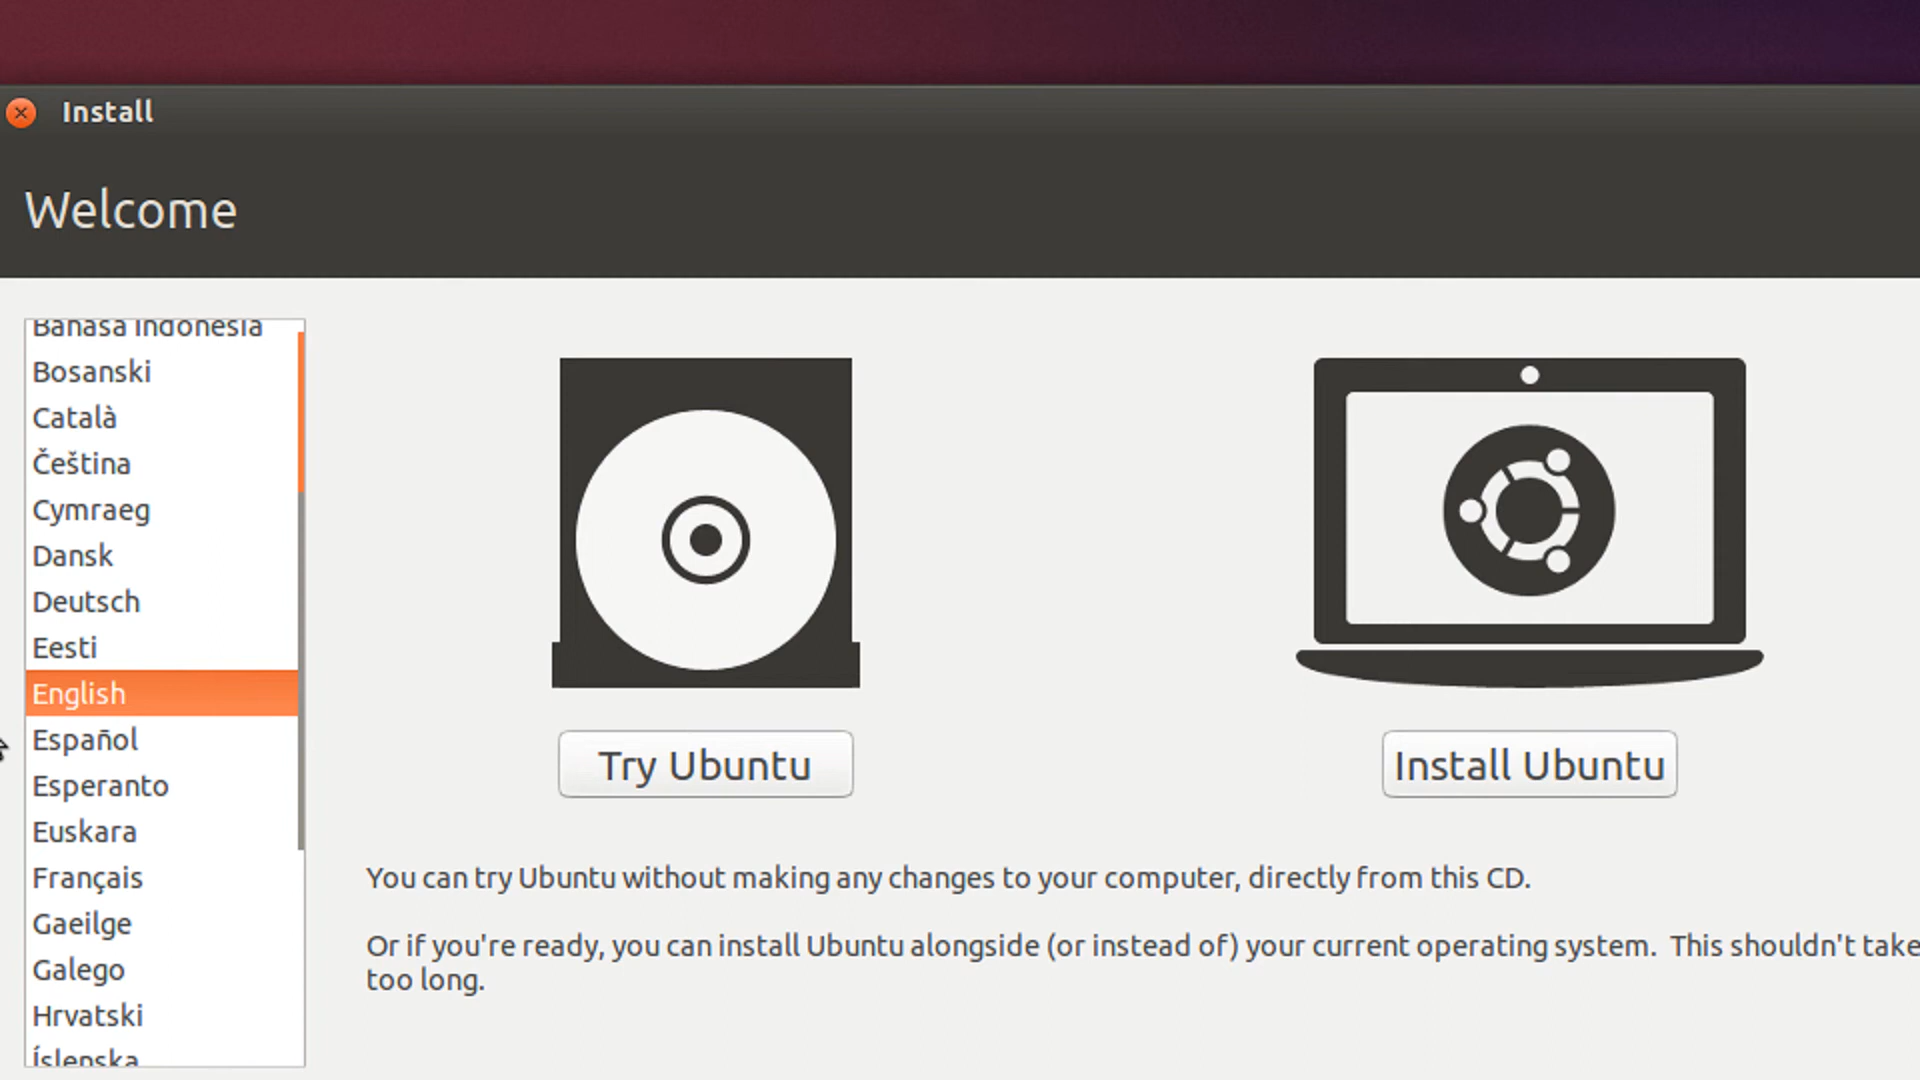 Install
Welcome
Bahasa Indonesia
Bosanski
Català
Čeština
Cymraeg
Dansk
Deutsch
Eesti
English
Español
Esperanto
Euskara
Français
Gaeilge
Galego
Hrvatski
Íslenska
Try Ubuntu
Install Ubuntu
You can try Ubuntu without making any changes to your computer, directly from this CD.
Or if you're ready, you can install Ubuntu alongside (or instead of) your current operating system. This shouldn't take
too long.